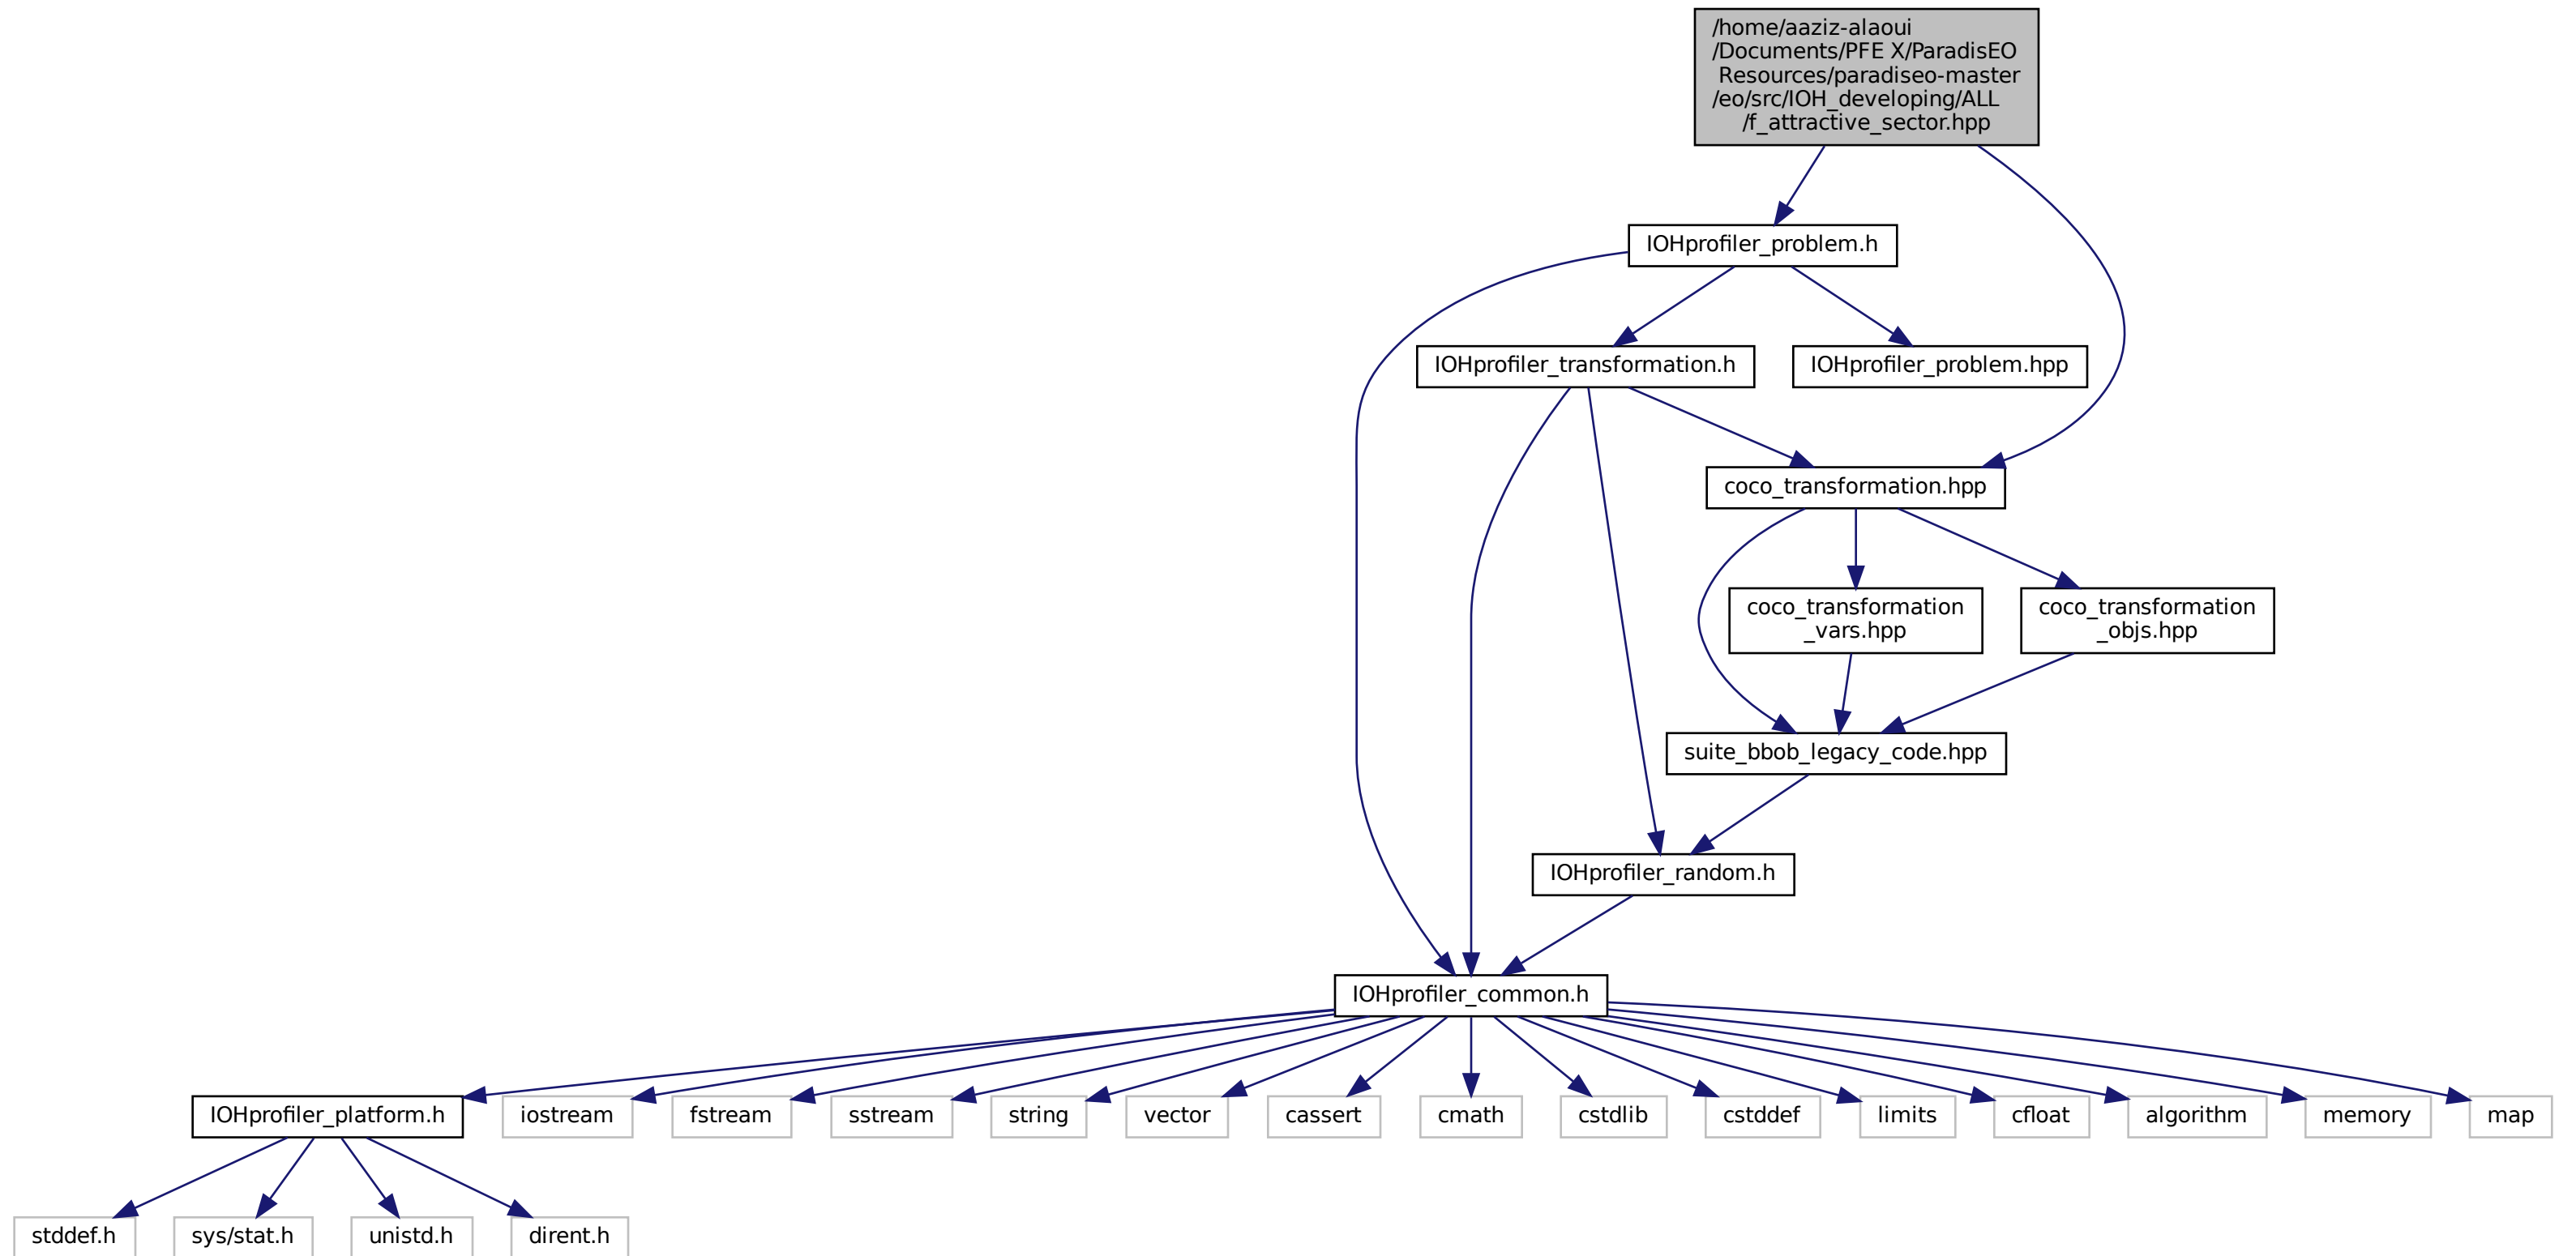 /home/aaziz-alaoui
/Documents/PFE X/ParadisEO
Resources/paradiseo-master
/eo/src/IOH_developing/ALL
/f_attractive_sector.hpp
IOHprofiler_problem.h
IOHprofiler_transformation.h
IOHprofiler_problem.hpp
coco_transformation.hpp
coco_transformation
_vars.hpp
coco_transformation
_objs.hpp
suite_bbob_legacy_code.hpp
IOHprofiler_random.h
IOHprofiler_common.h
IOHprofiler_platform.h
iostream
fstream
sstream
string
vector
cassert
cmath
cstdlib
cstddef
limits
cfloat
algorithm
memory
map
stddef.h
sys/stat.h
unistd.h
dirent.h